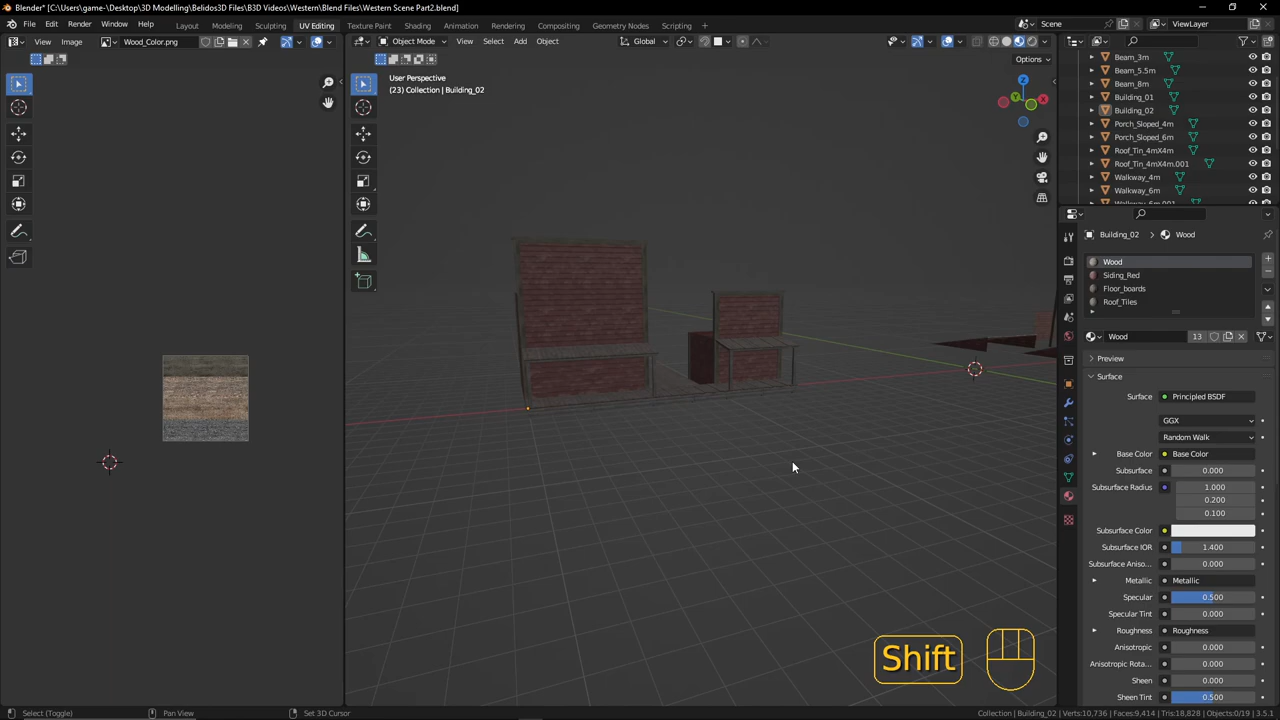 Blender* [C:\Users\game-\Desktop\3D Modelling\Belidos3D Files\B3D Videos\Western\Blend Files\Western Scene Part2.blend]
File Edit Render Window Help Layout Modeling Sculpting UV Editing Texture Paint Shading Animation Rendering Compositing Geometry Nodes Scripting Scene ViewLayer
View Image Wood_Color.png Object Mode View Select Add Object Global
Options
User Perspective
(23) Collection | Building_02
Z
Y
X
Beam_3m
Beam_5.5m
Beam_8m
Building_01
Building_02
Porch_Sloped_4m
Porch_Sloped_6m
Roof_Tin_4mX4m
Roof_Tin_4mX4m.001
Walkway_4m
Walkway_6m
Walkway_6m.001
Building_02 > Wood
Wood
Siding_Red
Floor_boards
Roof_Tiles
Wood 13
Preview
Surface
Surface Principled BSDF
GGX
Random Walk
Base Color Base Color
Subsurface 0.000
Subsurface Radius 1.000
0.200
0.100
Subsurface Color
Subsurface IOR 1.400
Subsurface Aniso... 0.000
Metallic Metallic
Specular 0.500
Specular Tint 0.000
Roughness Roughness
Anisotropic 0.000
Anisotropic Rota... 0.000
Sheen 0.000
Sheen Tint 0.500
Shift
Select (Toggle) Pan View Set 3D Cursor Collection | Building_02 | Verts:10,736 | Faces:9,414 | Tris:18,828 | Objects:0/19 | 3.5.1